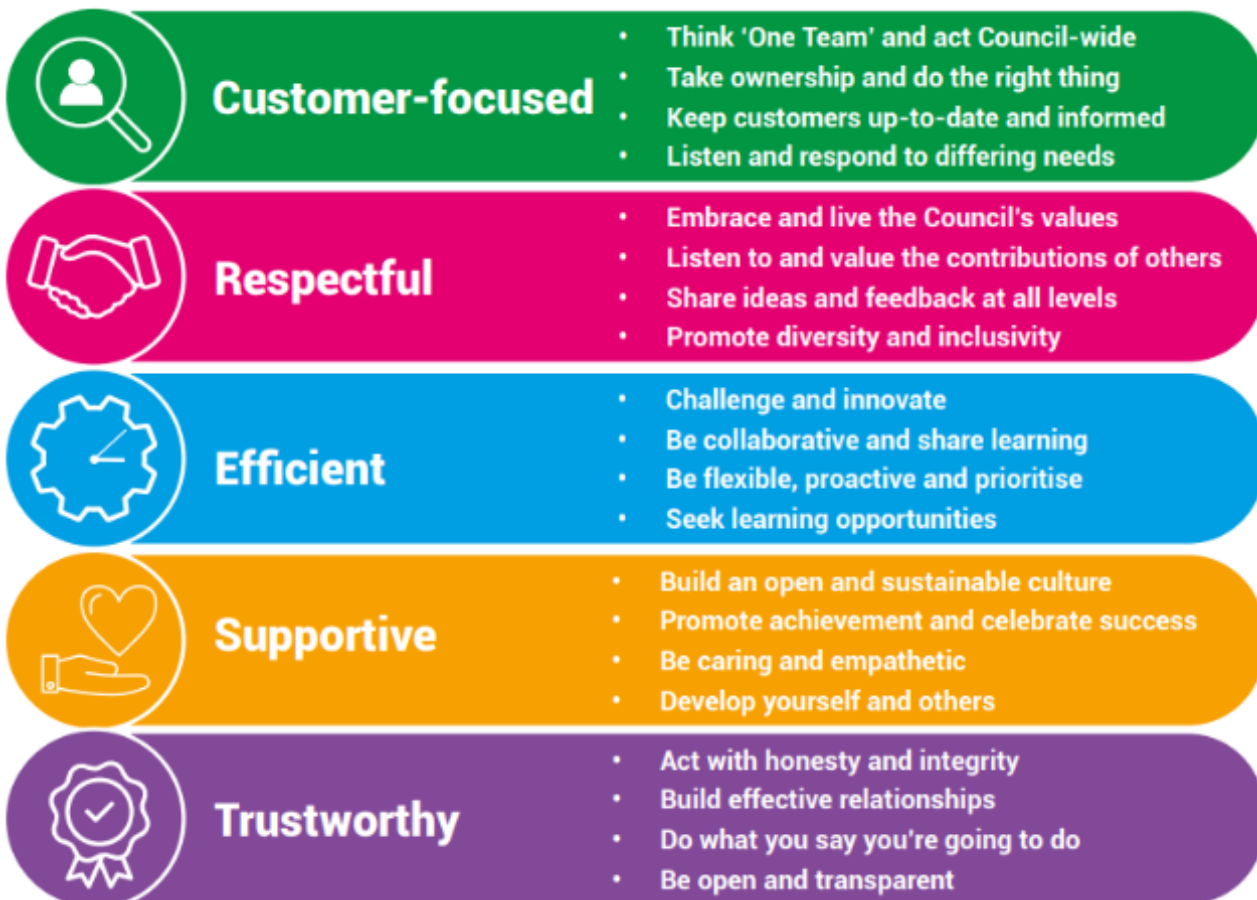 Customer-focused
• Think ‘One Team’ and act Council-wide
• Take ownership and do the right thing
• Keep customers up-to-date and informed
• Listen and respond to differing needs
Respectful
• Embrace and live the Council's values
• Listen to and value the contributions of others
• Share ideas and feedback at all levels
• Promote diversity and inclusivity
Efficient
• Challenge and innovate
• Be collaborative and share learning
• Be flexible, proactive and prioritise
• Seek learning opportunities
Supportive
• Build an open and sustainable culture
• Promote achievement and celebrate success
• Be caring and empathetic
• Develop yourself and others
Trustworthy
• Act with honesty and integrity
• Build effective relationships
• Do what you say you're going to do
• Be open and transparent